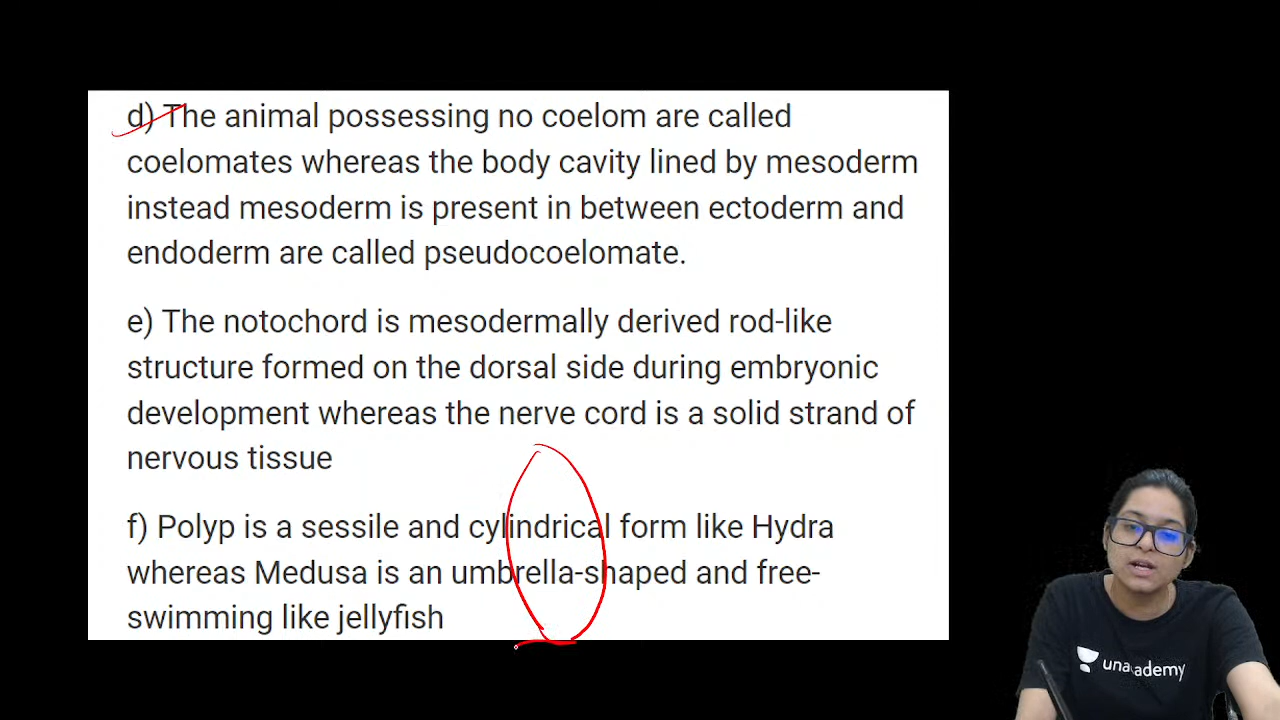 d) The animal possessing no coelom are called
coelomates whereas the body cavity lined by mesoderm
instead mesoderm is present in between ectoderm and
endoderm are called pseudocoelomate.
e) The notochord is mesodermally derived rod-like
structure formed on the dorsal side during embryonic
development whereas the nerve cord is a solid strand of
nervous tissue
f) Polyp is a sessile and cylindrical form like Hydra
whereas Medusa is an umbrella-shaped and free-
swimming like jellyfish
unacademy